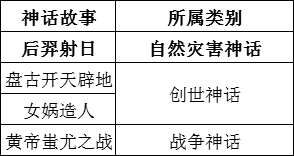 神话故事 所属类别
后羿射日 自然灾害神话
盘古开天辟地 创世神话
女娲造人
黄帝蚩尤之战 战争神话